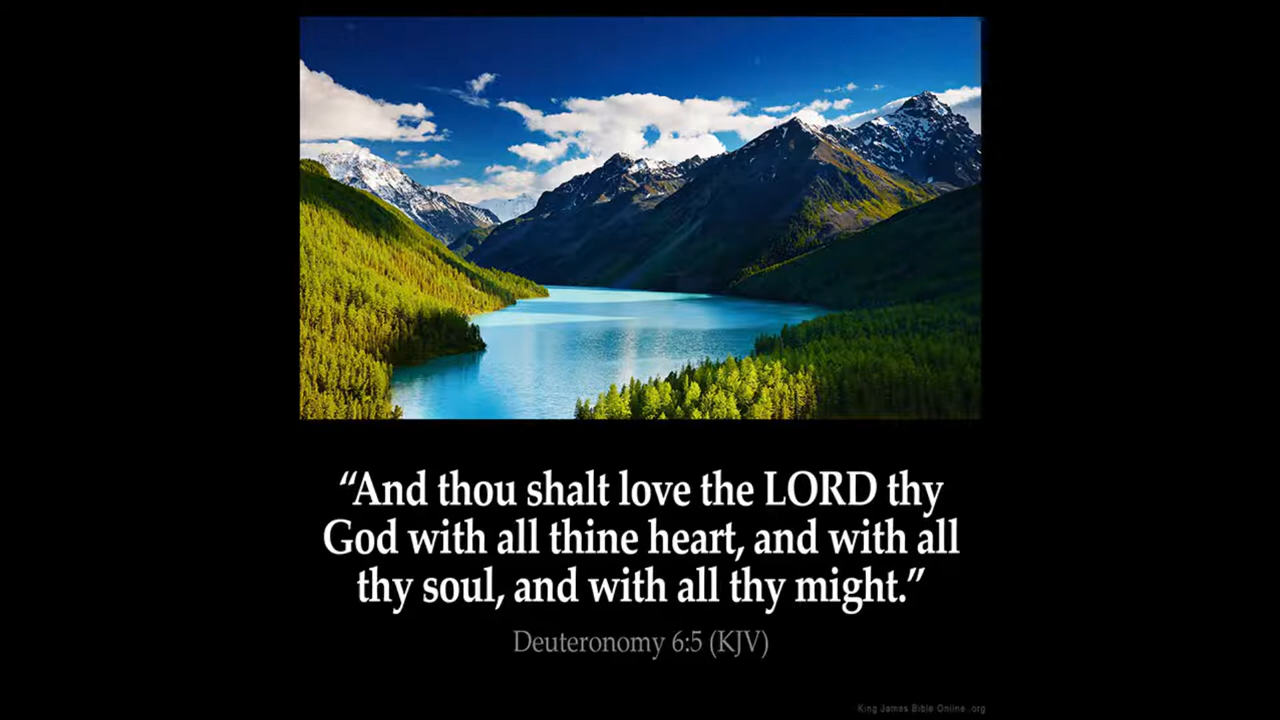 “And thou shalt love the LORD thy
God with all thine heart, and with all
thy soul, and with all thy might.”
Deuteronomy 6:5 (KJV)
King James Bible Online .org